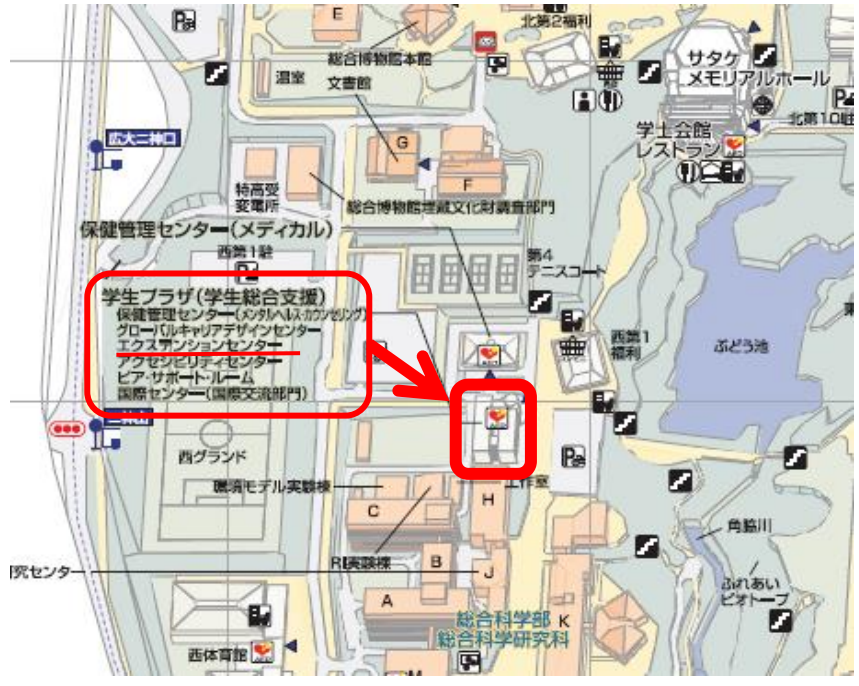 E
北第2福利
総合博物館本館
サタケ
メモリアルホール
温室
文書館
北第10駐
広大二神口
学士会館
レストラン
G
F
特高受
変電所
総合博物館埋蔵文化財調査部門
保健管理センター(メディカル)
西第1駐
第4
テニスコート
学生プラザ(学生総合支援)
保健管理センター(メンタルヘルス・カウンセリング)
グローバルキャリアデザインセンター
エクステンションセンター
アクセシビリティセンター
ピア・サポート・ルーム
国際センター(国際交流部門)
西第1
福利
ぶどう池
西グランド
環境モデル実験棟
工作室
H
C
角脇川
RI実験棟
B
J
究センター
ふれあい
ビオトープ
A
総合科学部
K
総合科学研究科
西体育館
M